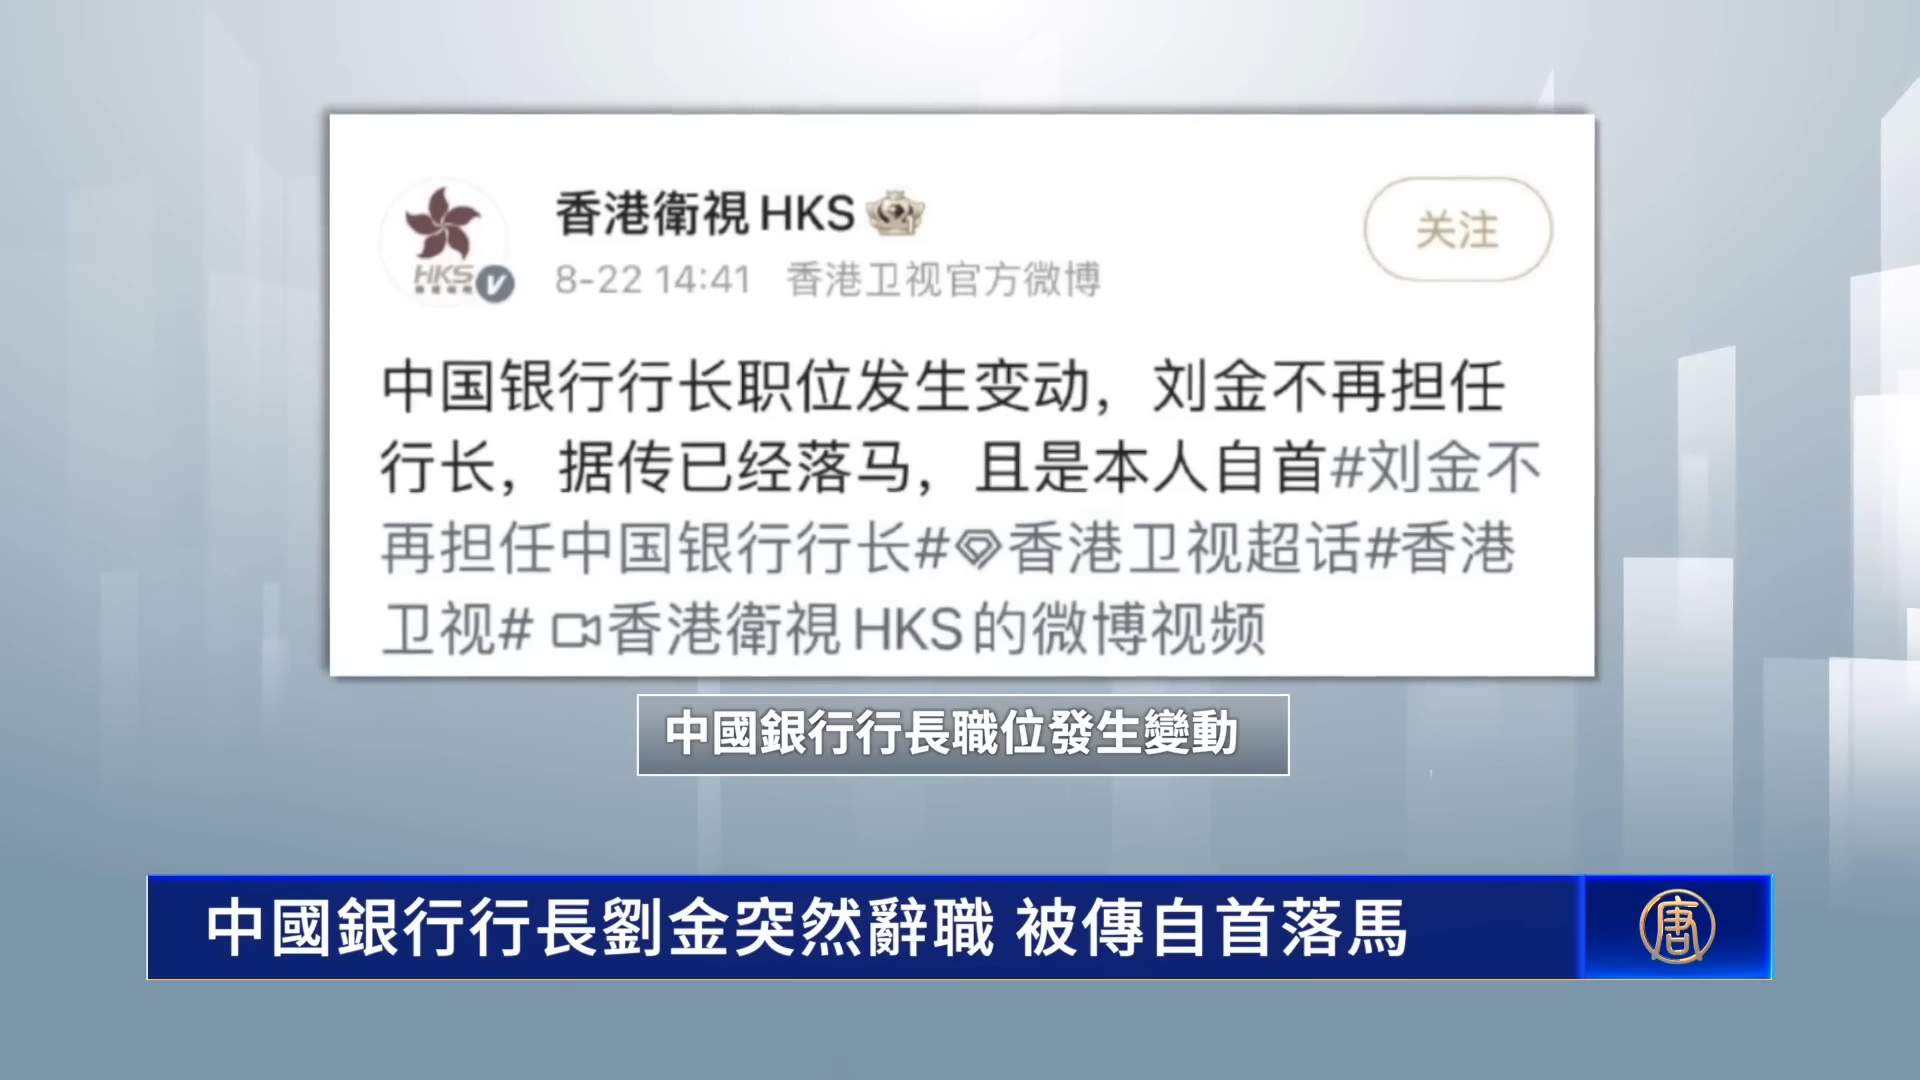 香港衛視HKS
HKS
8-22 14:41 香港卫视官方微博
关注
中国银行行长职位发生变动，刘金不再担任
行长，据传已经落马，且是本人自首#刘金不
再担任中国银行行长#香港卫视超话#香港
卫视# 香港衛視HKS的微博视频
中國銀行行長職位發生變動
中國銀行行長劉金突然辭職 被傳自首落馬
唐